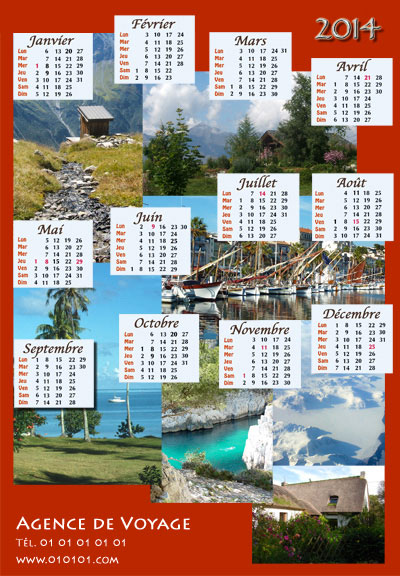 2014
Janvier
Lun 6 13 20 27
Mar 7 14 21 28
Mer 1 8 15 22 29
Jeu 2 9 16 23 30
Ven 3 10 17 24 31
Sam 4 11 18 25
Dim 5 12 19 26
Février
Lun 3 10 17 24
Mar 4 11 18 25
Mer 5 12 19 26
Jeu 6 13 20 27
Ven 7 14 21 28
Sam 1 8 15 22
Dim 2 9 16 23
Mars
Lun 3 10 17 24 31
Mar 4 11 18 25
Mer 5 12 19 26
Jeu 6 13 20 27
Ven 7 14 21 28
Sam 1 8 15 22 29
Dim 2 9 16 23 30
Avril
Lun 7 14 21 28
Mar 1 8 15 22 29
Mer 2 9 16 23 30
Jeu 3 10 17 24
Ven 4 11 18 25
Sam 5 12 19 26
Dim 6 13 20 27
Mai
Lun 5 12 19 26
Mar 6 13 20 27
Mer 7 14 21 28
Jeu 1 8 15 22 29
Ven 2 9 16 23 30
Sam 3 10 17 24 31
Dim 4 11 18 25
Juin
Lun 2 9 16 23 30
Mar 3 10 17 24
Mer 4 11 18 25
Jeu 5 12 19 26
Ven 6 13 20 27
Sam 7 14 21 28
Dim 1 8 15 22 29
Juillet
Lun 7 14 21 28
Mar 1 8 15 22 29
Mer 2 9 16 23 30
Jeu 3 10 17 24 31
Ven 4 11 18 25
Sam 5 12 19 26
Dim 6 13 20 27
Août
Lun 4 11 18 25
Mar 5 12 19 26
Mer 6 13 20 27
Jeu 7 14 21 28
Ven 1 8 15 22 29
Sam 2 9 16 23 30
Dim 3 10 17 24 31
Septembre
Lun 1 8 15 22 29
Mar 2 9 16 23 30
Mer 3 10 17 24
Jeu 4 11 18 25
Ven 5 12 19 26
Sam 6 13 20 27
Dim 7 14 21 28
Octobre
Lun 6 13 20 27
Mar 7 14 21 28
Mer 1 8 15 22 29
Jeu 2 9 16 23 30
Ven 3 10 17 24 31
Sam 4 11 18 25
Dim 5 12 19 26
Novembre
Lun 3 10 17 24
Mar 4 11 18 25
Mer 5 12 19 26
Jeu 6 13 20 27
Ven 7 14 21 28
Sam 1 8 15 22 29
Dim 2 9 16 23 30
Décembre
Lun 1 8 15 22 29
Mar 2 9 16 23 30
Mer 3 10 17 24 31
Jeu 4 11 18 25
Ven 5 12 19 26
Sam 6 13 20 27
Dim 7 14 21 28
AGENCE DE VOYAGE
TÉL. 01 01 01 01 01
WWW.010101.COM